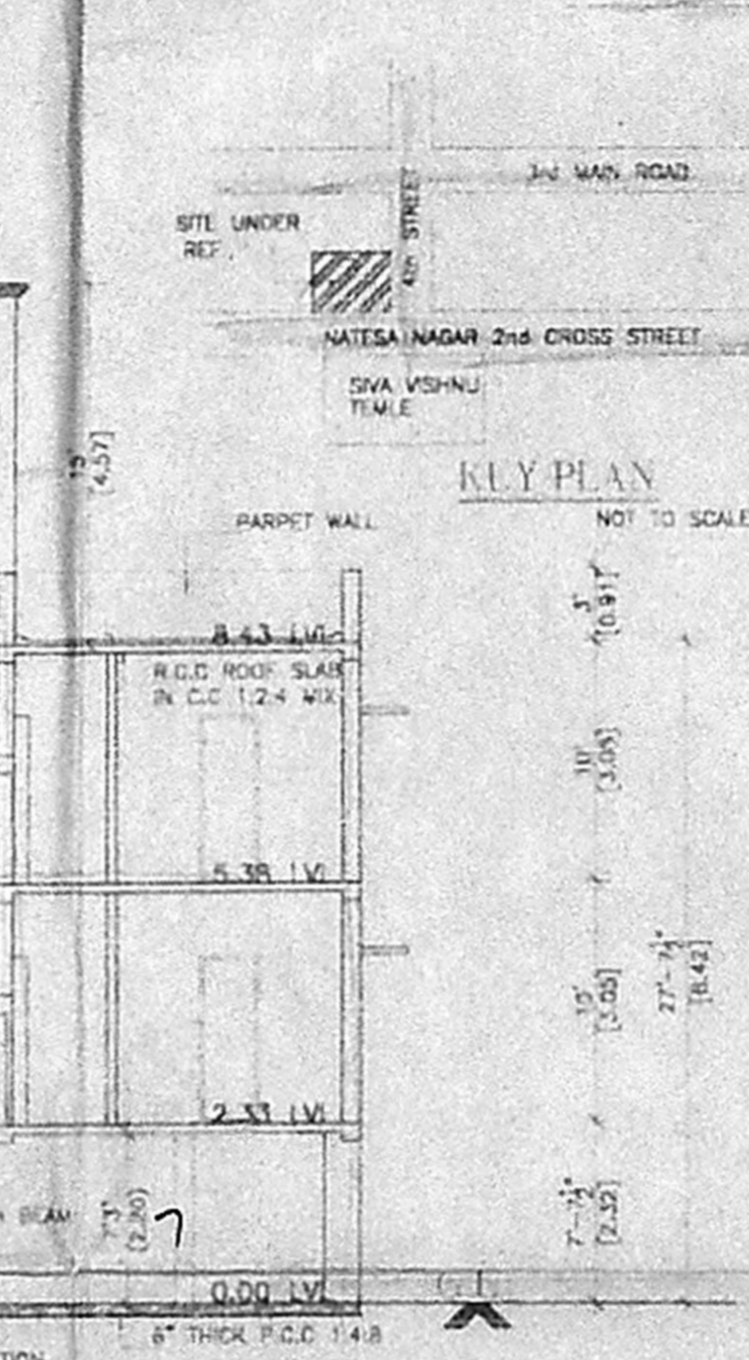 3rd MAIN ROAD
4th STREET
SITE UNDER
REF.
NATESA NAGAR 2nd CROSS STREET
SIVA VISHNU
TEMLE
KEY PLAN
NOT TO SCALE
15'
[4.57]
PARPET WALL
3'
[0.91]
8.43 LVL
R.C.C ROOF SLAB
IN C.C 1:2:4 MIX
10'
[3.05]
5.38 LVL
10'
[3.05]
27'-7½"
[8.42]
2.33 LVL
BEAM
7'3"
[2.20]
7'-7½"
[2.32]
0.00 LVL
G.L
6" THICK P.C.C 1:4:8